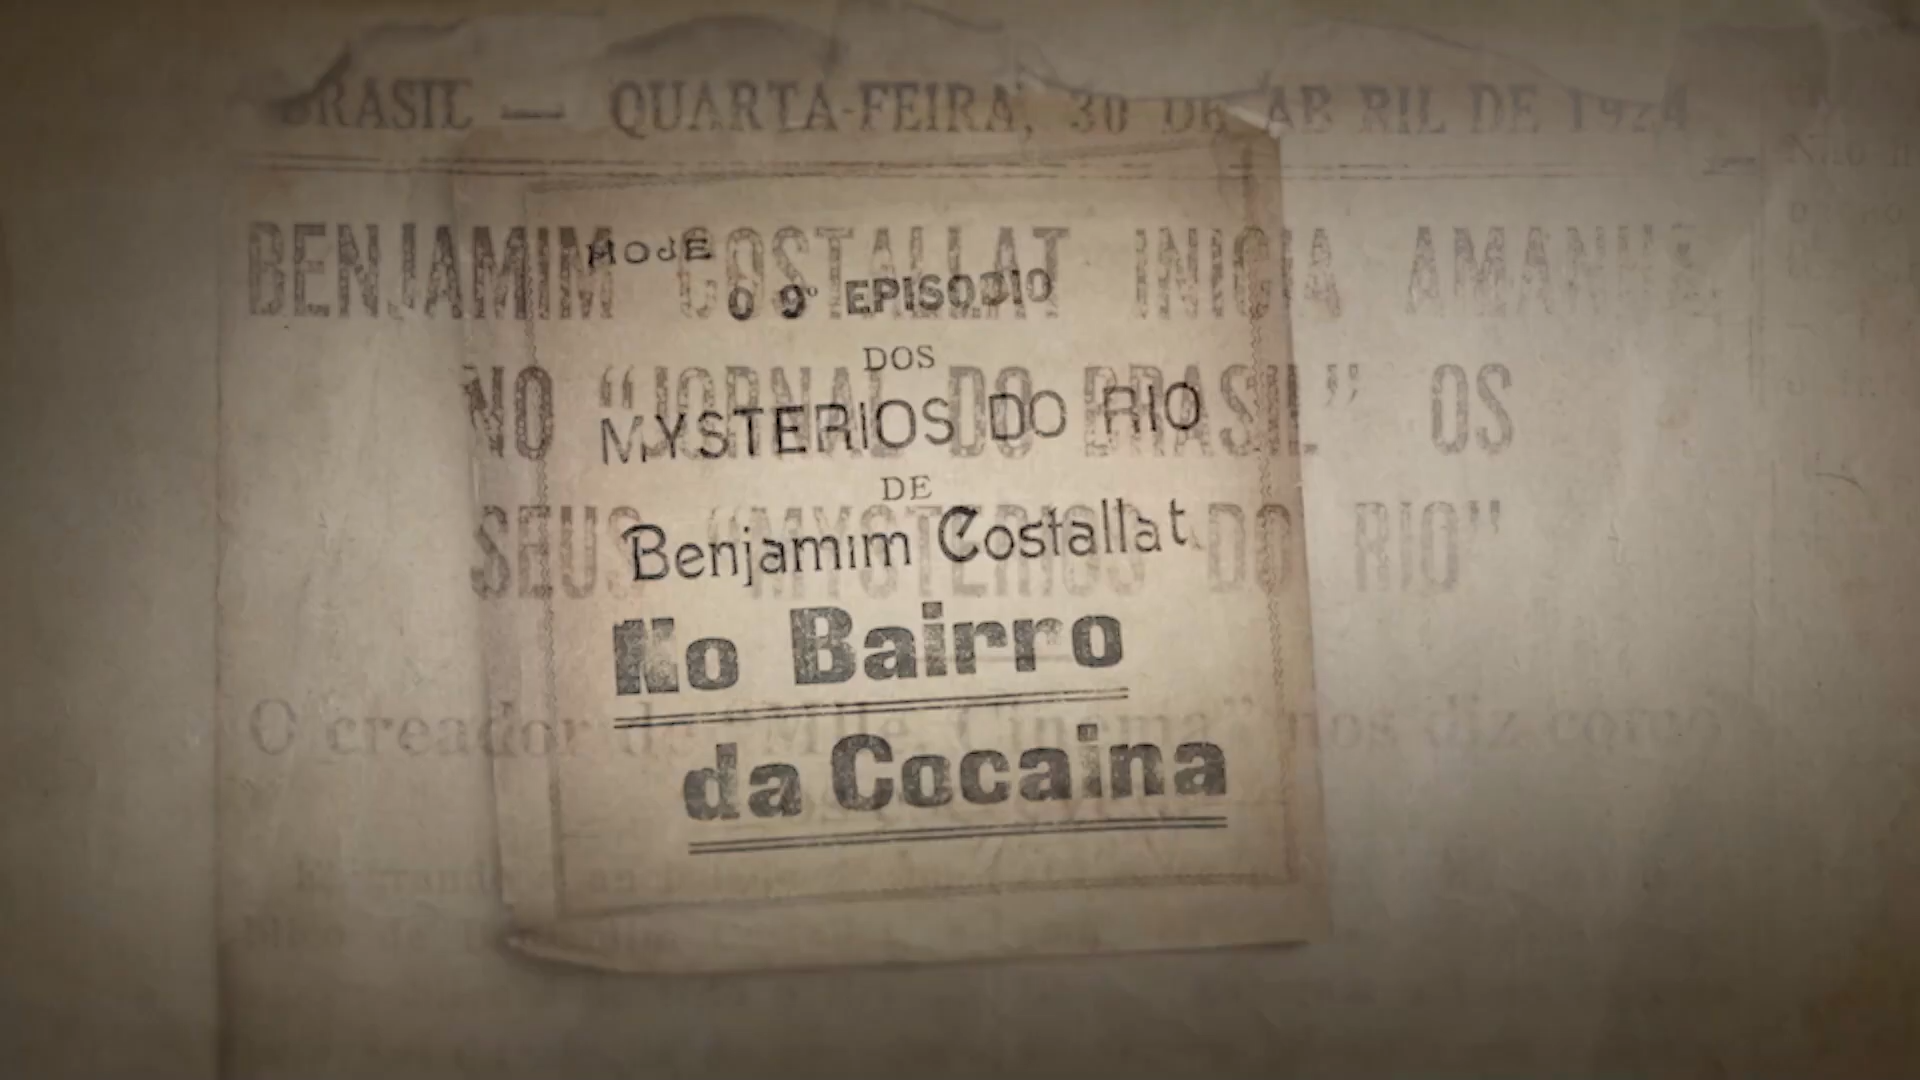 BRASIL — QUARTA-FEIRA, 30 DE ABRIL DE 1924
BENJAMIM COSTALLAT INICIA AMANHÃ
NO "JORNAL DO BRASIL" OS
SEUS "MYSTERIOS DO RIO"
O creador de "Mlle. Cinema" nos diz como
HOJE
O 9º EPISODIO
DOS
MYSTERIOS DO RIO
DE
Benjamim Costallat
No Bairro
da Cocaina